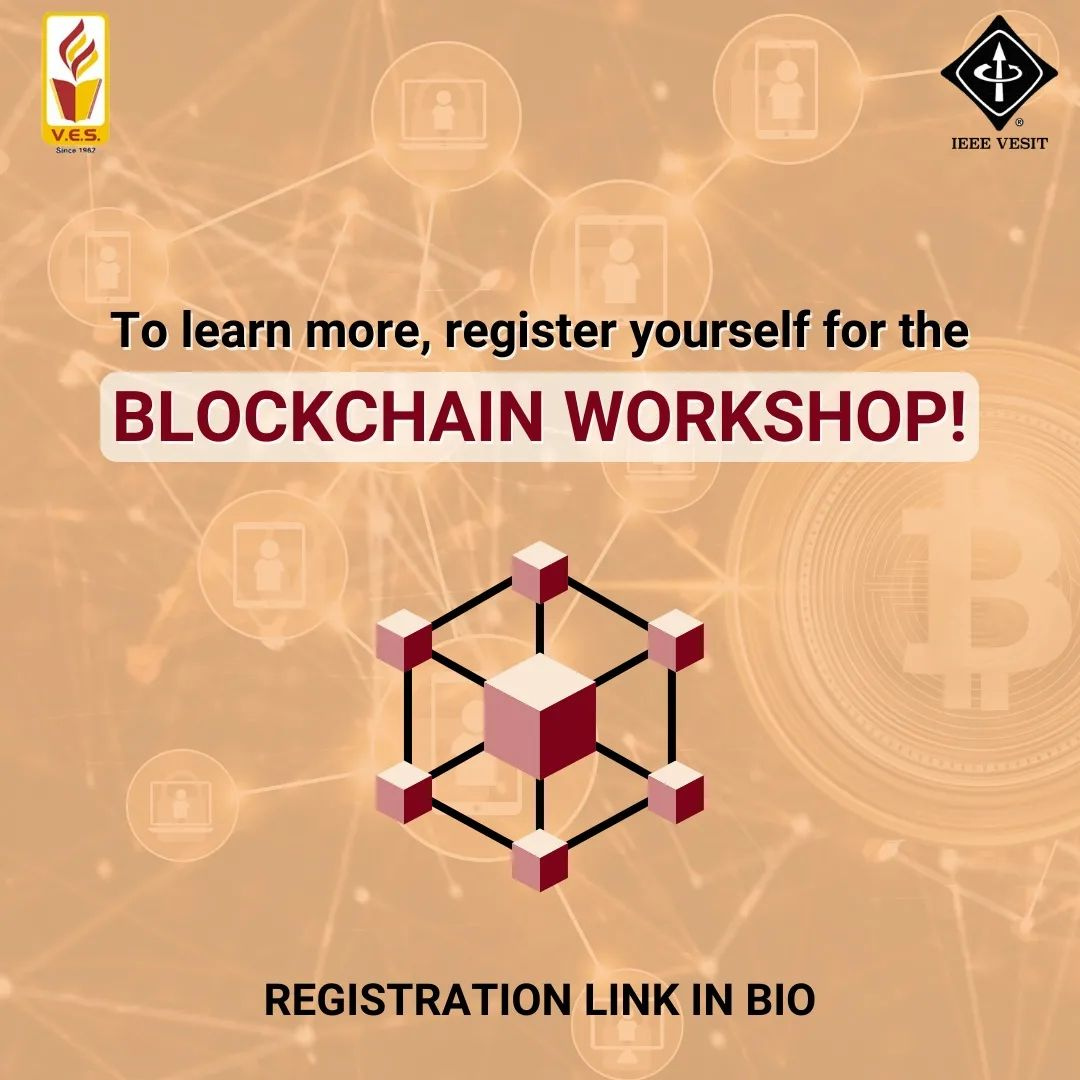 V.E.S.
Since 1962
®
IEEE VESIT
To learn more, register yourself for the
BLOCKCHAIN WORKSHOP!
REGISTRATION LINK IN BIO